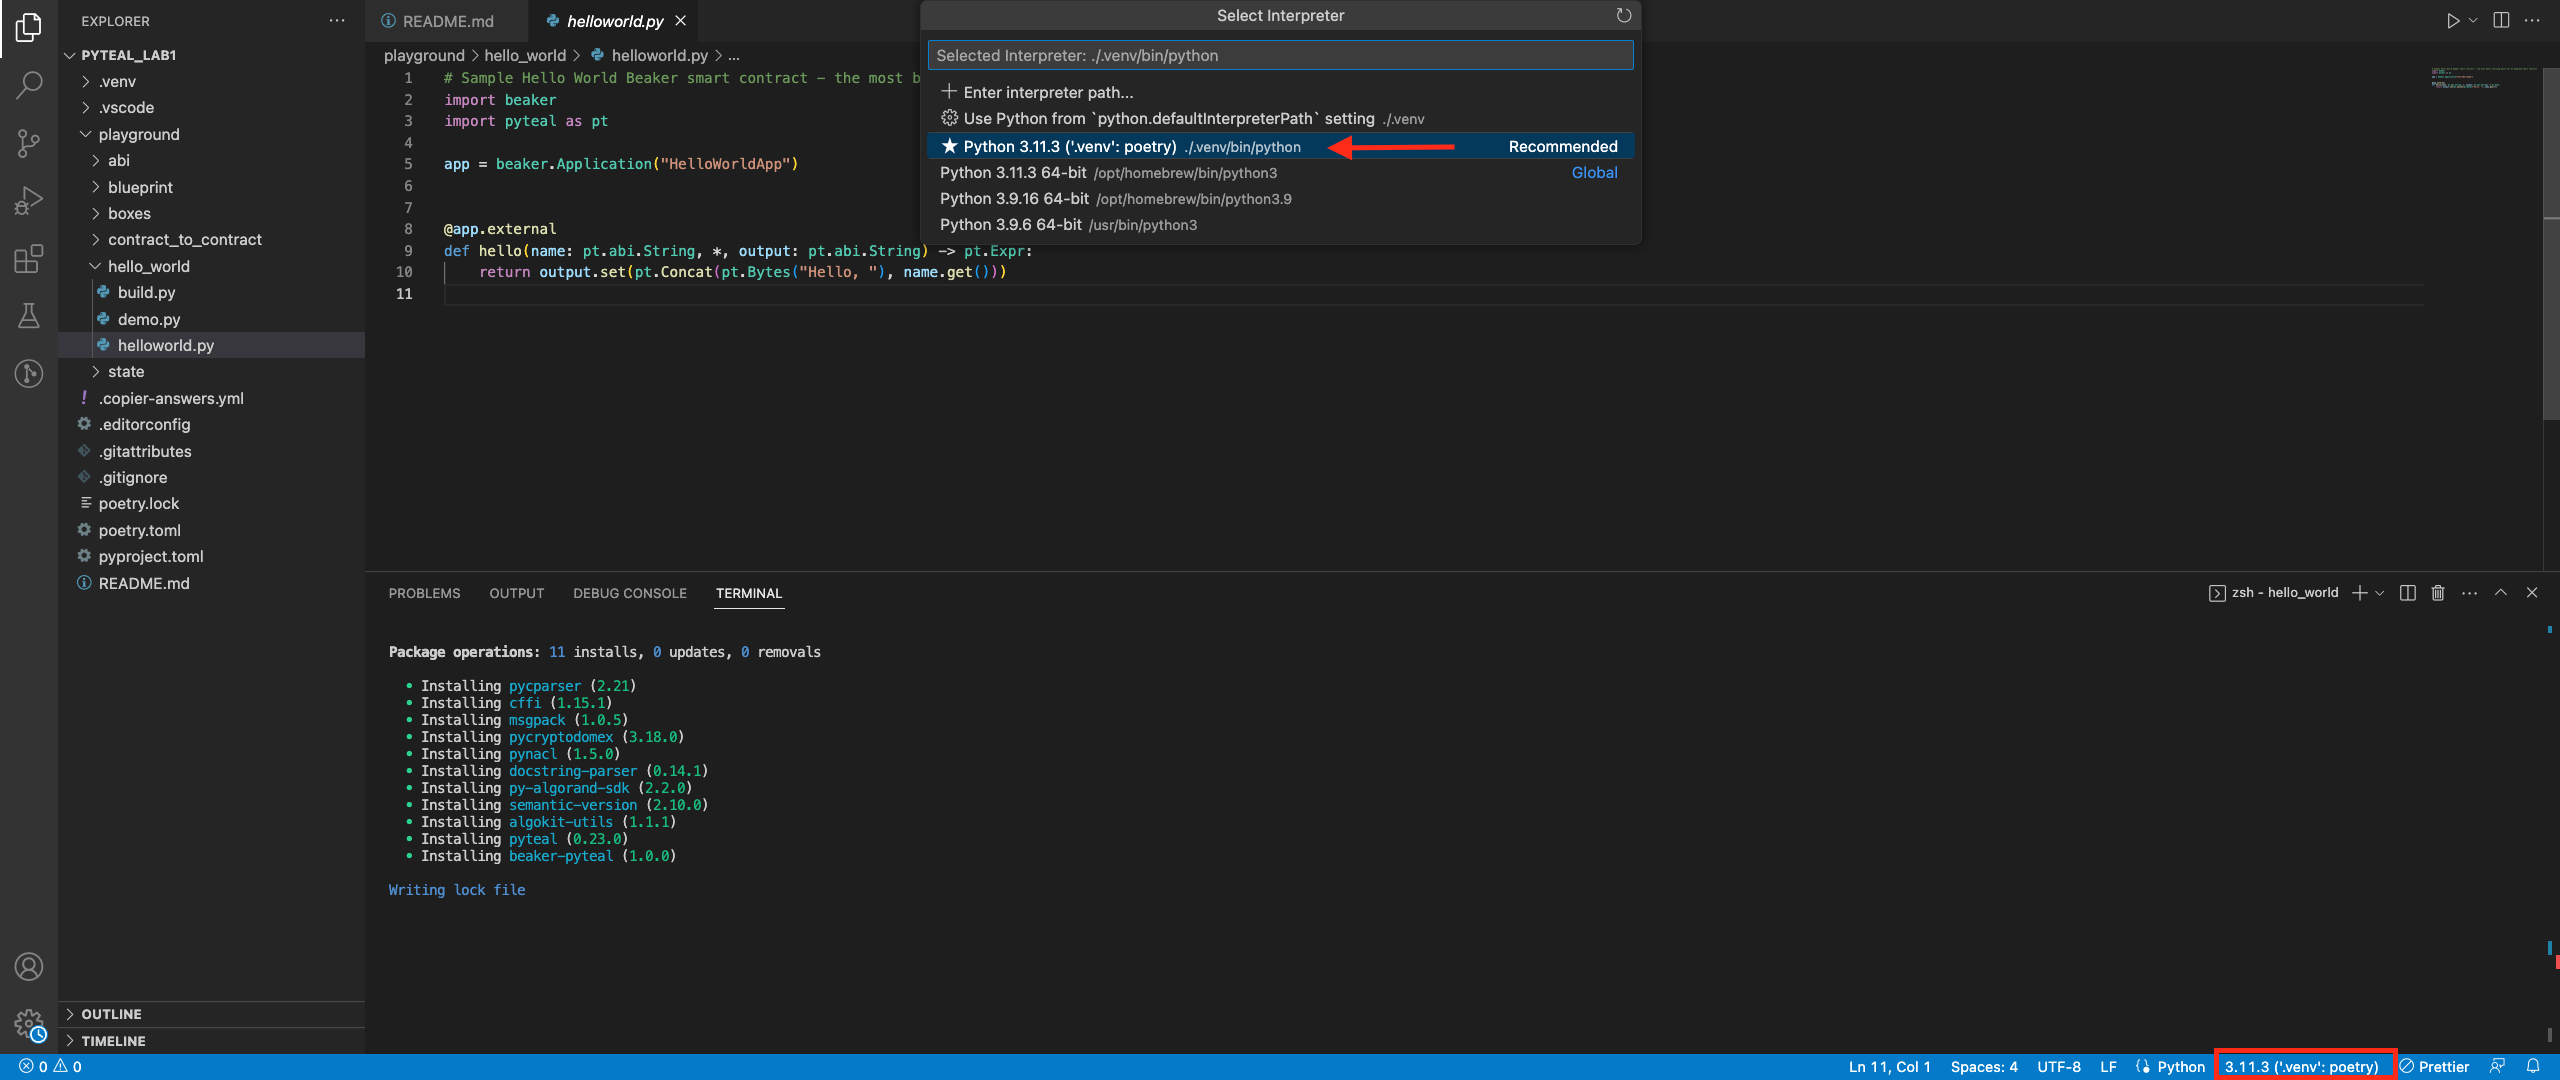 EXPLORER
PYTEAL_LAB1
.venv
.vscode
playground
abi
blueprint
boxes
contract_to_contract
hello_world
build.py
demo.py
helloworld.py
state
! .copier-answers.yml
.editorconfig
.gitattributes
.gitignore
poetry.lock
poetry.toml
pyproject.toml
README.md
OUTLINE
TIMELINE
README.md
helloworld.py
playground > hello_world > helloworld.py > ...
1 # Sample Hello World Beaker smart contract - the most b
2 import beaker
3 import pyteal as pt
4
5 app = beaker.Application("HelloWorldApp")
6
7
8 @app.external
9 def hello(name: pt.abi.String, *, output: pt.abi.String) -> pt.Expr:
10 return output.set(pt.Concat(pt.Bytes("Hello, "), name.get()))
11
Select Interpreter
Selected Interpreter: ./.venv/bin/python
+ Enter interpreter path...
Use Python from `python.defaultInterpreterPath` setting ./.venv
★ Python 3.11.3 ('.venv': poetry) ./.venv/bin/python Recommended
Python 3.11.3 64-bit /opt/homebrew/bin/python3 Global
Python 3.9.16 64-bit /opt/homebrew/bin/python3.9
Python 3.9.6 64-bit /usr/bin/python3
PROBLEMS OUTPUT DEBUG CONSOLE TERMINAL
zsh - hello_world
Package operations: 11 installs, 0 updates, 0 removals
• Installing pycparser (2.21)
• Installing cffi (1.15.1)
• Installing msgpack (1.0.5)
• Installing pycryptodomex (3.18.0)
• Installing pynacl (1.5.0)
• Installing docstring-parser (0.14.1)
• Installing py-algorand-sdk (2.2.0)
• Installing semantic-version (2.10.0)
• Installing algokit-utils (1.1.1)
• Installing pyteal (0.23.0)
• Installing beaker-pyteal (1.0.0)
Writing lock file
0 0
Ln 11, Col 1 Spaces: 4 UTF-8 LF Python 3.11.3 ('.venv': poetry) Prettier